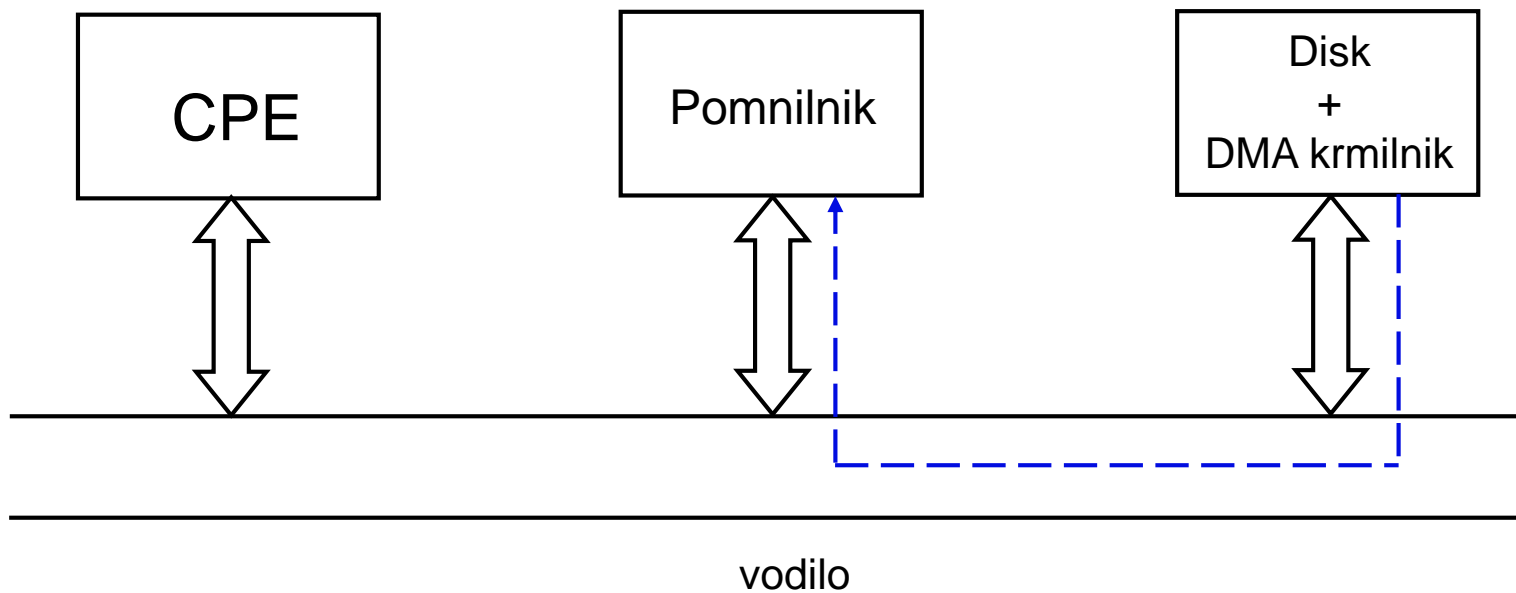 CPE
Pomnilnik
Disk
+
DMA krmilnik
vodilo